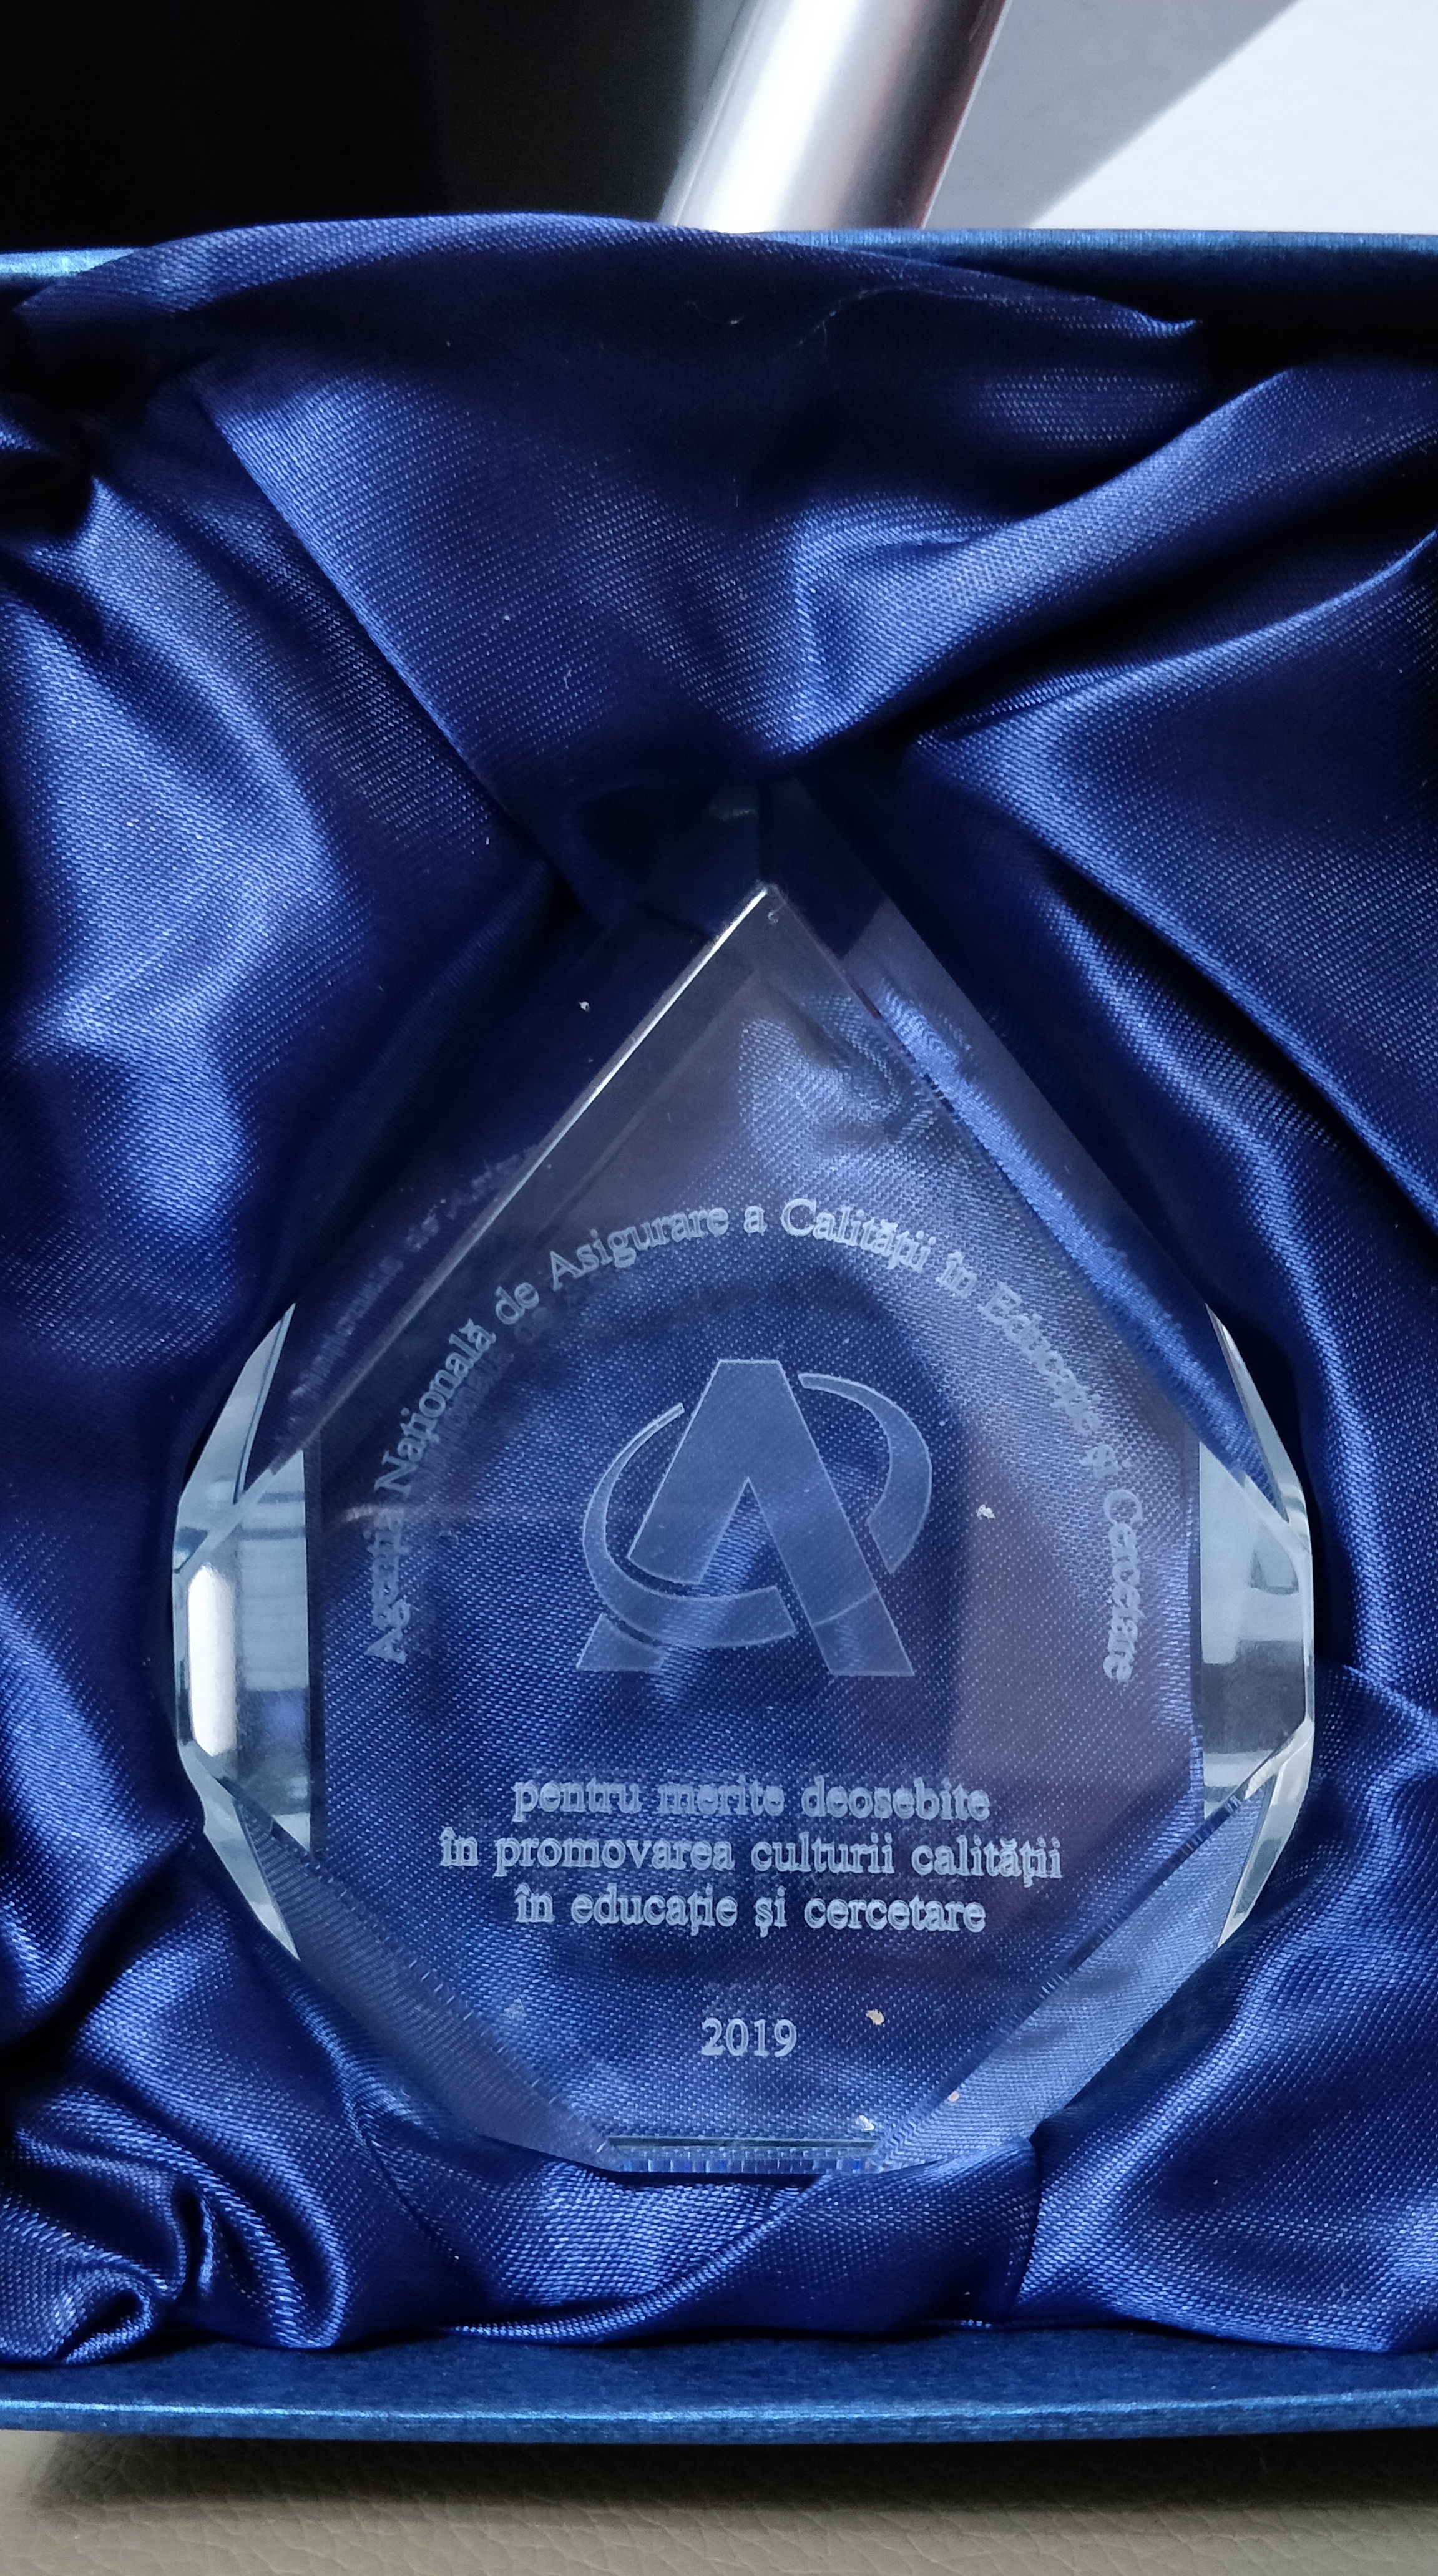 Agenția Națională de Asigurare a Calității în Educație și Cercetare
pentru merite deosebite
în promovarea culturii calității
în educație și cercetare
2019